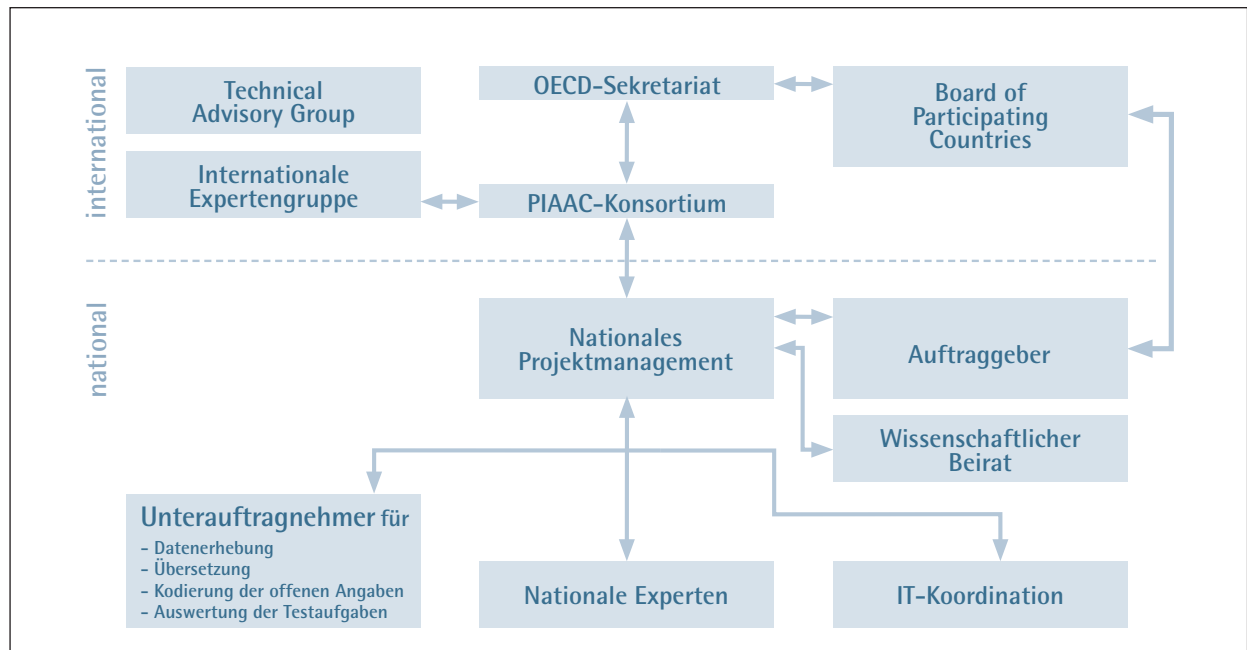 international
Technical
Advisory Group
OECD-Sekretariat
Board of
Participating
Countries
Internationale
Expertengruppe
PIAAC-Konsortium
national
Nationales
Projektmanagement
Auftraggeber
Wissenschaftlicher
Beirat
Unterauftragnehmer für
- Datenerhebung
- Übersetzung
- Kodierung der offenen Angaben
- Auswertung der Testaufgaben
Nationale Experten
IT-Koordination